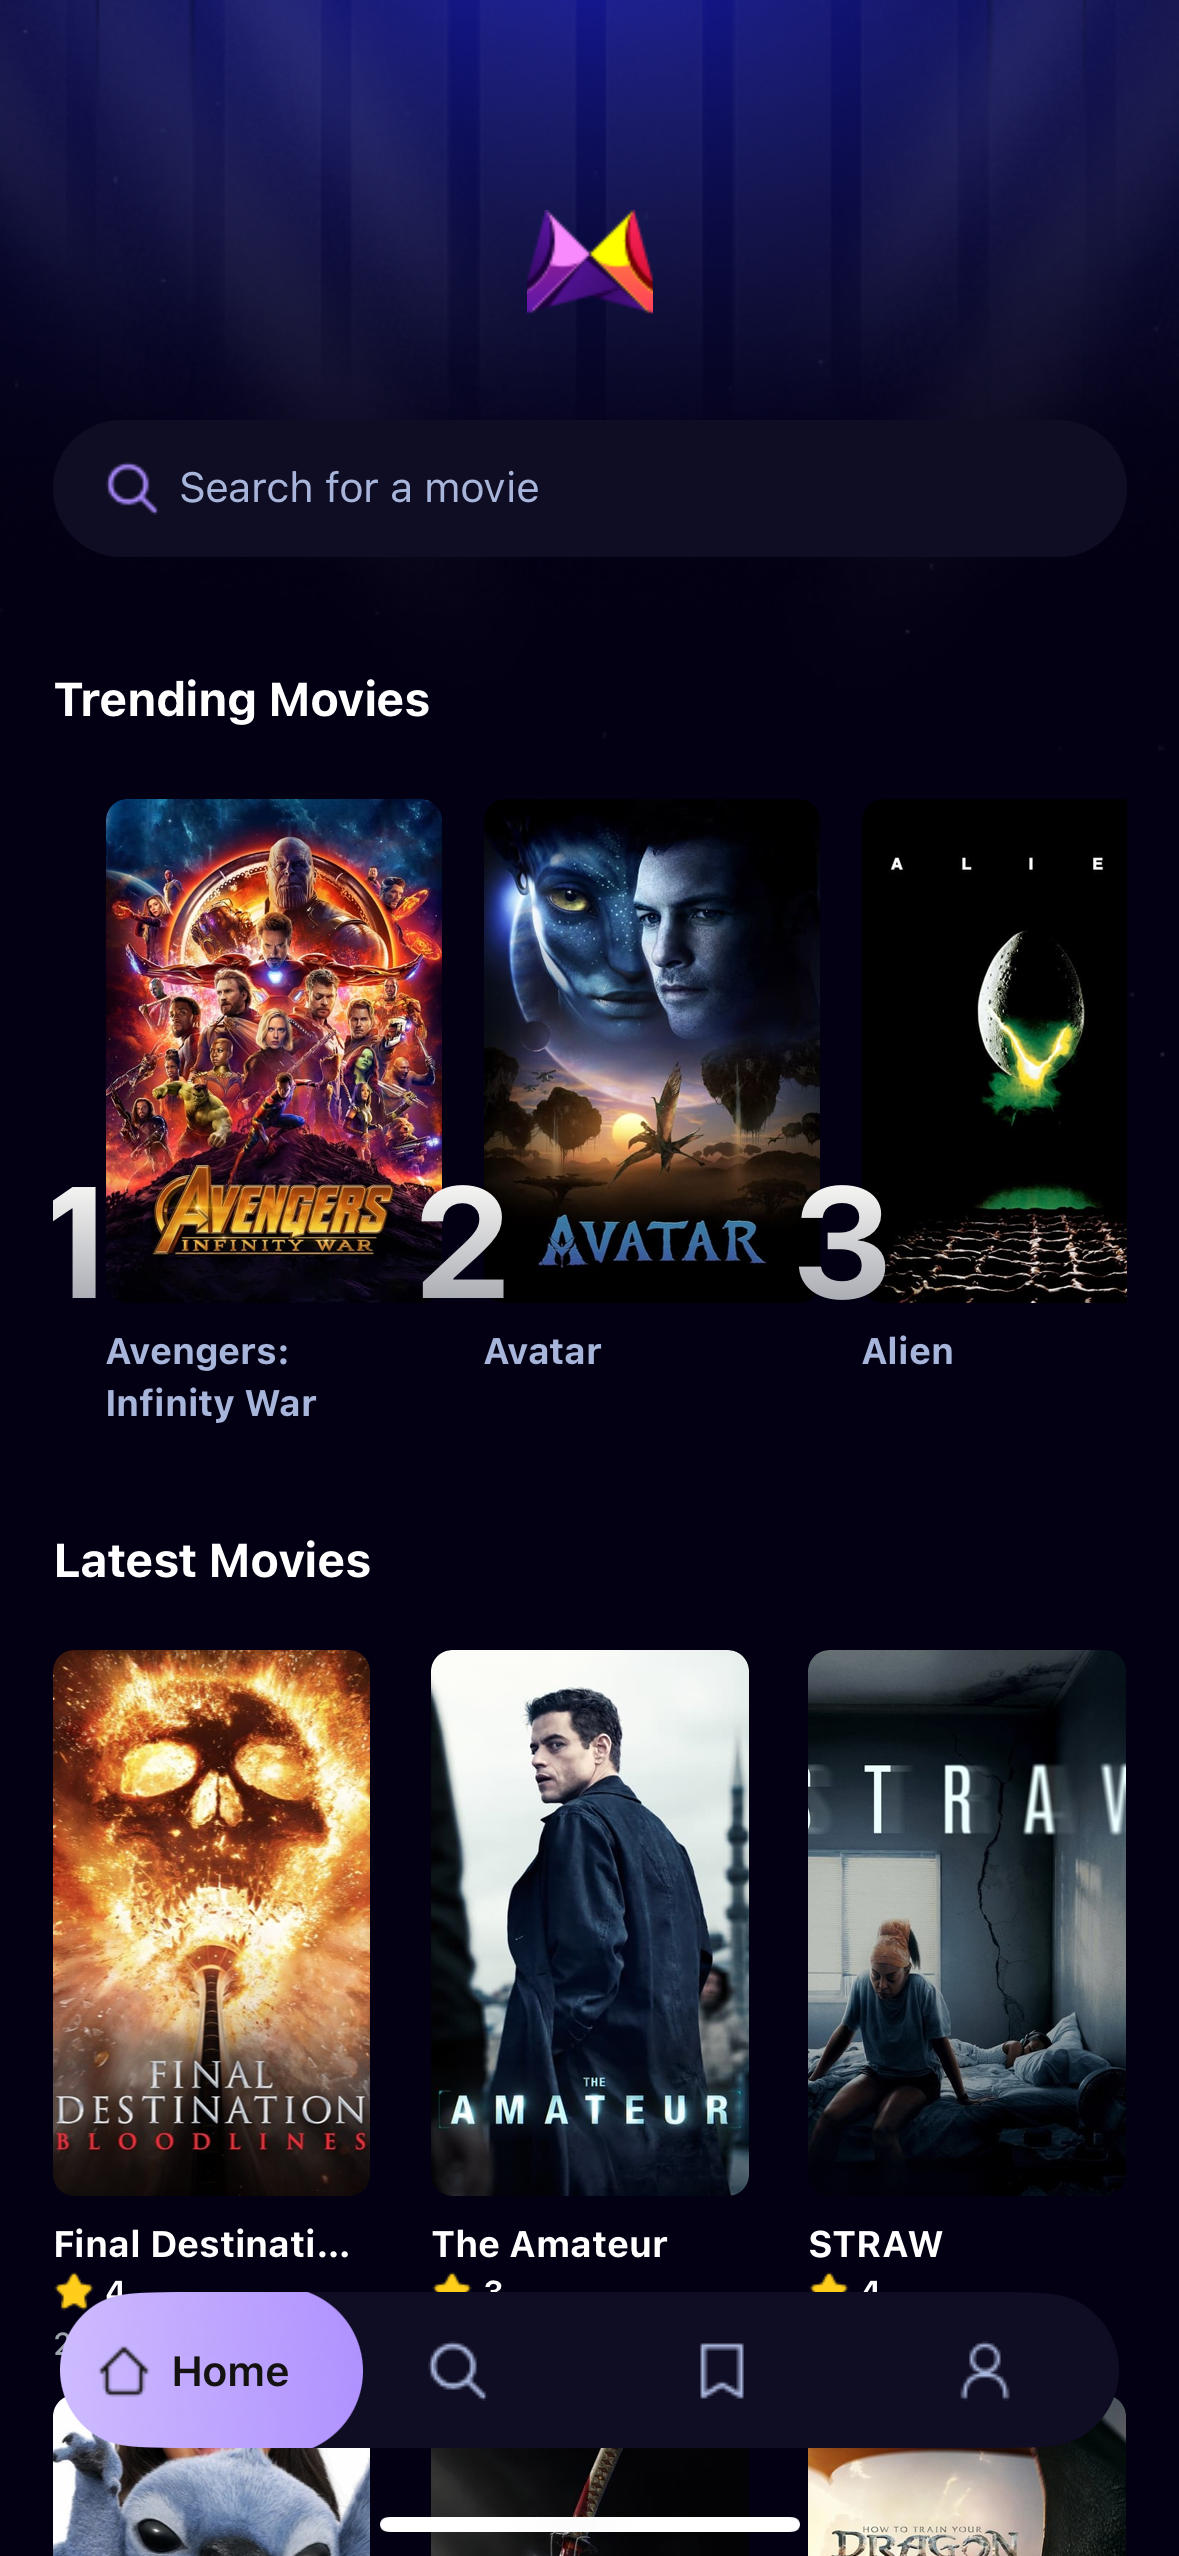 Search for a movie
Trending Movies
A L I E
AVENGERS
INFINITY WAR
AVATAR
1
2
3
Avengers:
Infinity War
Avatar
Alien
Latest Movies
STRAW
FINAL
DESTINATION
BLOODLINES
THE
AMATEUR
Final Destinati...
The Amateur
STRAW
4
3
4
2
Home
HOW TO TRAIN YOUR
DRAGON